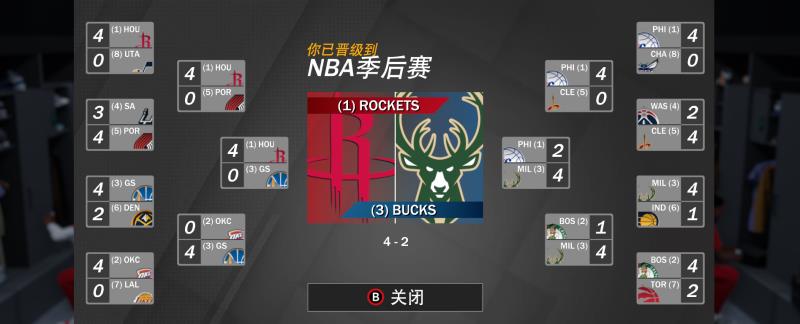 你已晋级到
NBA季后赛
(1) ROCKETS
(3) BUCKS
4 - 2
B 关闭
4 (1) HOU
0 (8) UTA
3 (4) SA
4 (5) POR
4 (3) GS
2 (6) DEN
4 (2) OKC
0 (7) LAL
4 (1) HOU
0 (5) POR
0 (2) OKC
4 (3) GS
4 (1) HOU
0 (3) GS
PHI (1) 2
MIL (3) 4
PHI (1) 4
CLE (5) 0
BOS (2) 1
MIL (3) 4
PHI (1) 4
CHA (8) 0
WAS (4) 2
CLE (5) 4
MIL (3) 4
IND (6) 1
BOS (2) 4
TOR (7) 2